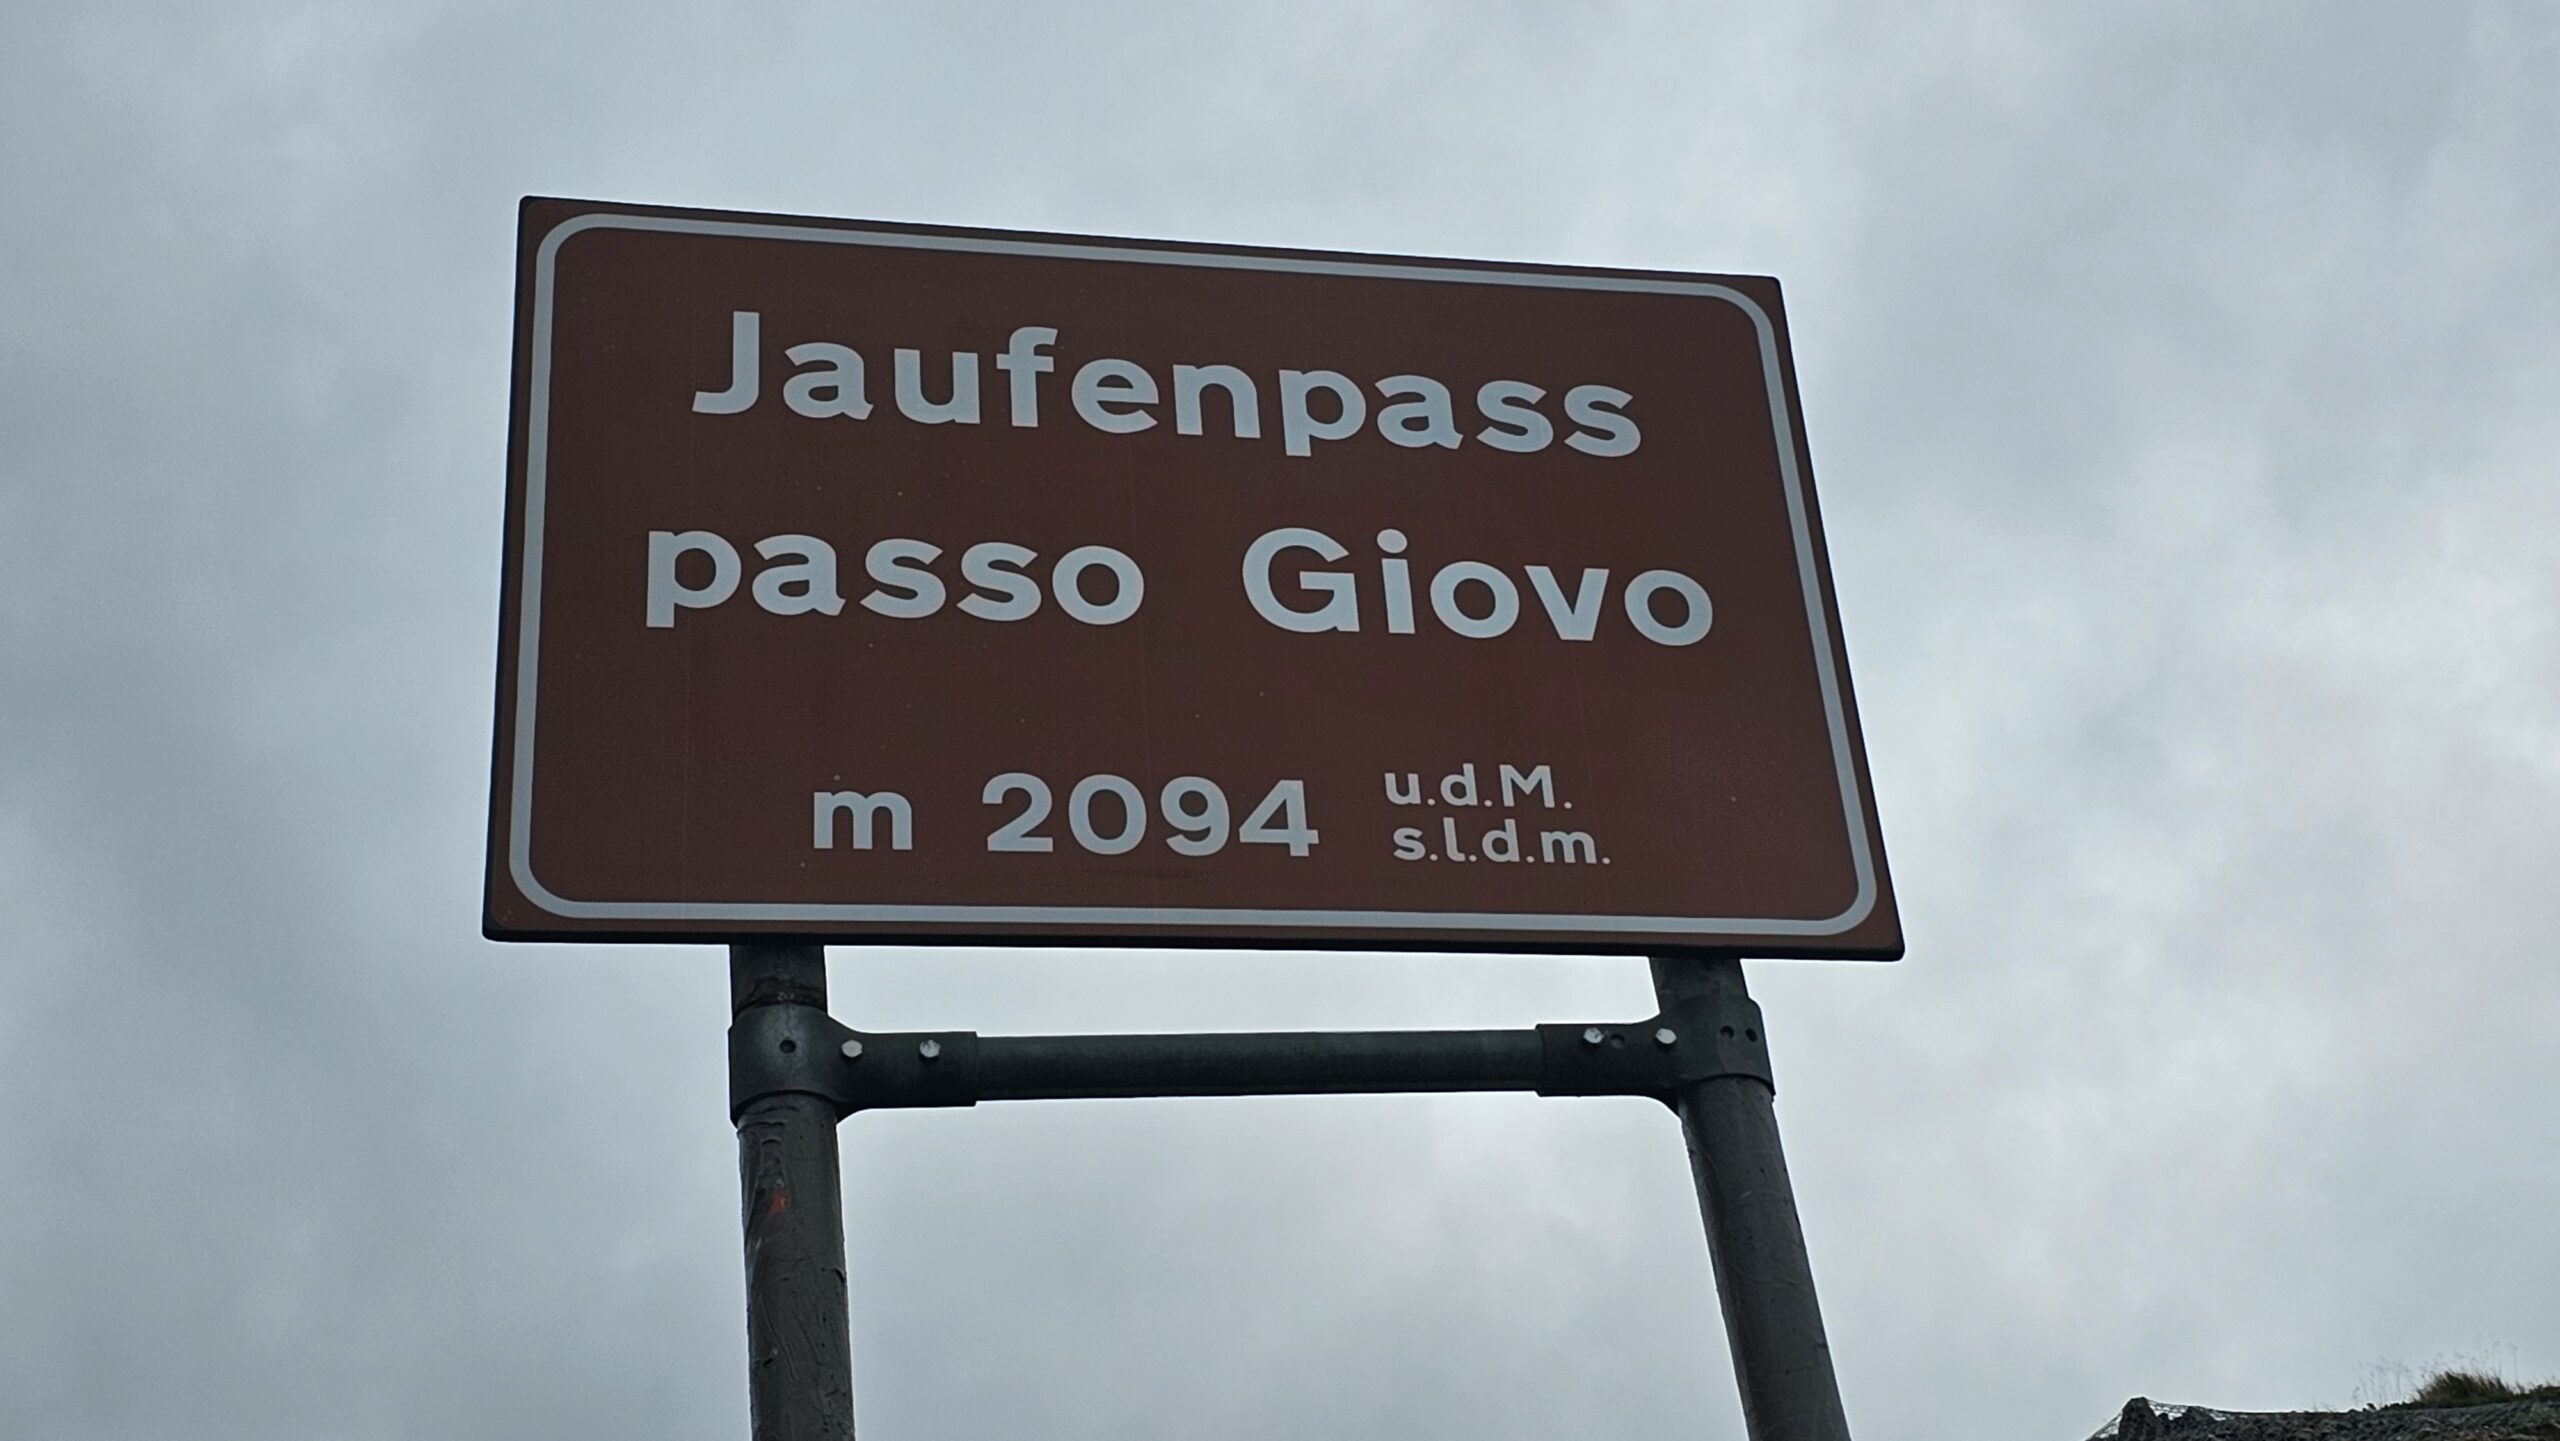 Jaufenpass
passo Giovo
m 2094 u.d.M.
s.l.d.m.